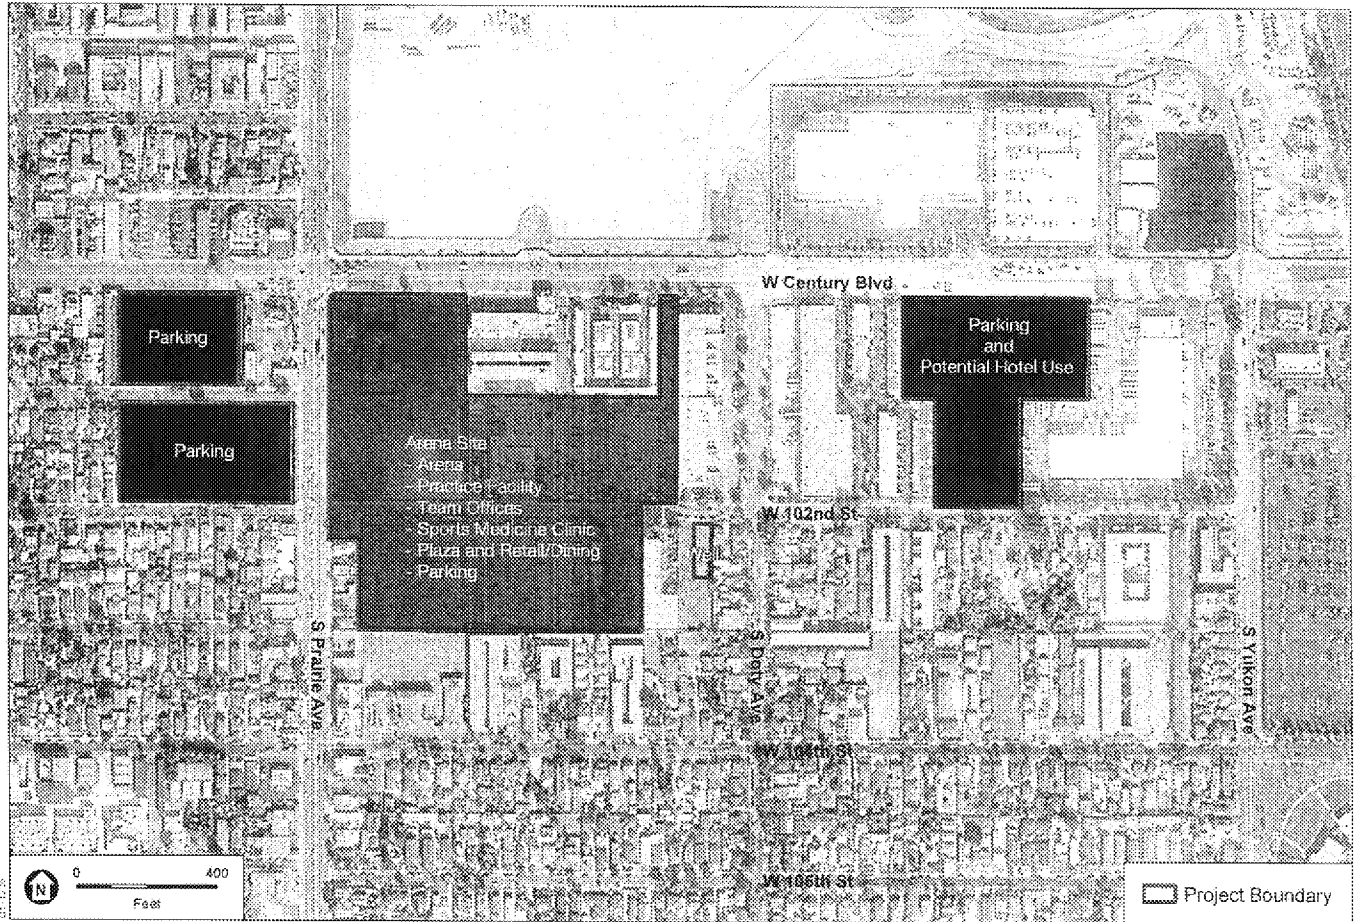 W Century Blvd
Parking
Parking
and
Potential Hotel Use
Parking
Arena Site
- Arena
- Practice Facility
- Team Offices
- Sports Medicine Clinic
- Plaza and Retail/Dining
- Parking
W 102nd St
Well
S Prairie Ave
S Doty Ave
S Yukon Ave
W 104th St
W 106th St
N
0
400
Feet
Project Boundary